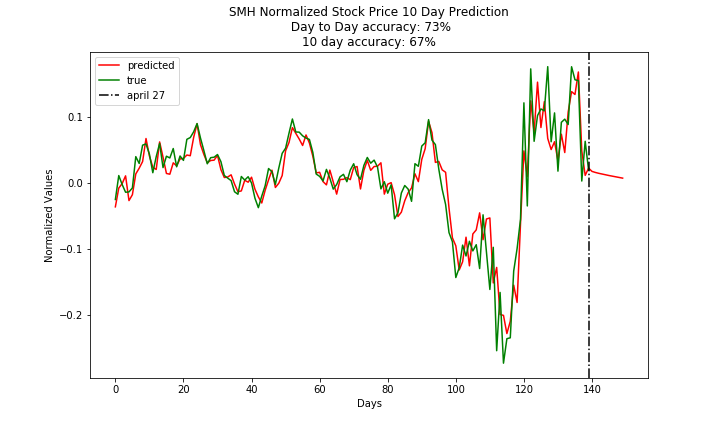 SMH Normalized Stock Price 10 Day Prediction
Day to Day accuracy: 73%
10 day accuracy: 67%
predicted
true
april 27
0.1
0.0
−0.1
−0.2
Normalized Values
0
20
40
60
80
100
120
140
Days